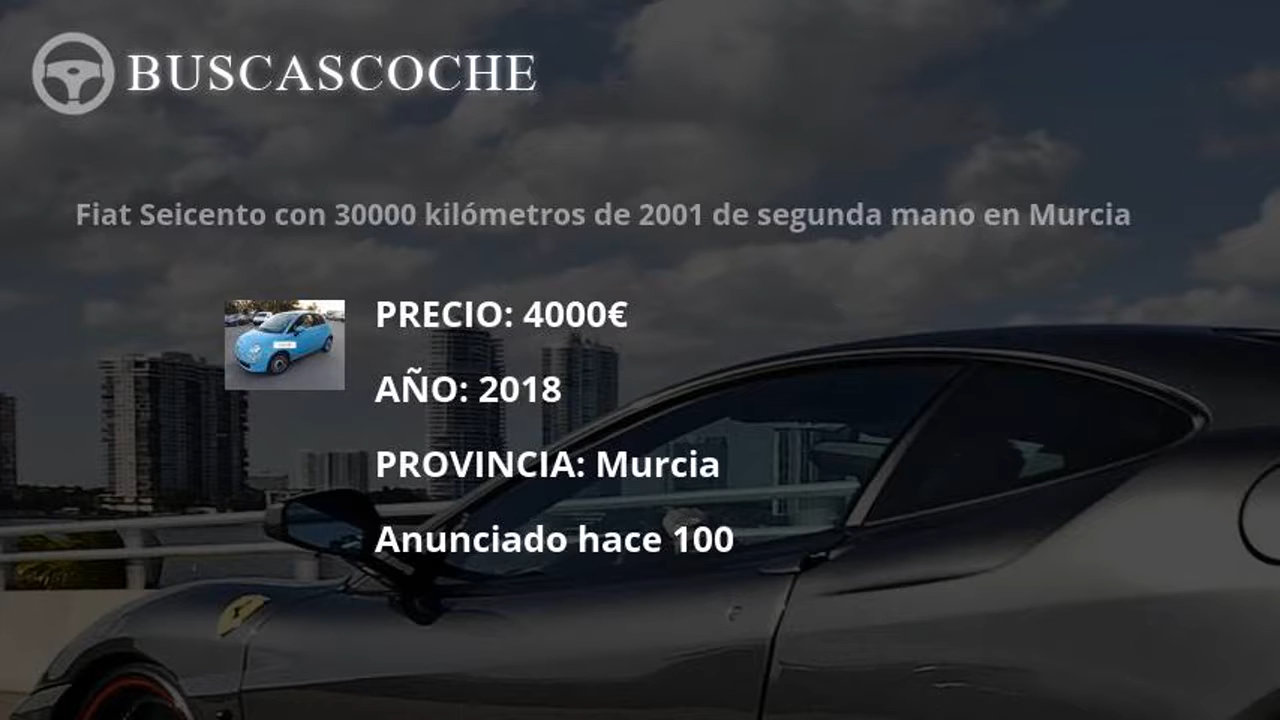 BUSCASCOCHE
Fiat Seicento con 30000 kilómetros de 2001 de segunda mano en Murcia
PRECIO: 4000€
AÑO: 2018
PROVINCIA: Murcia
Anunciado hace 100